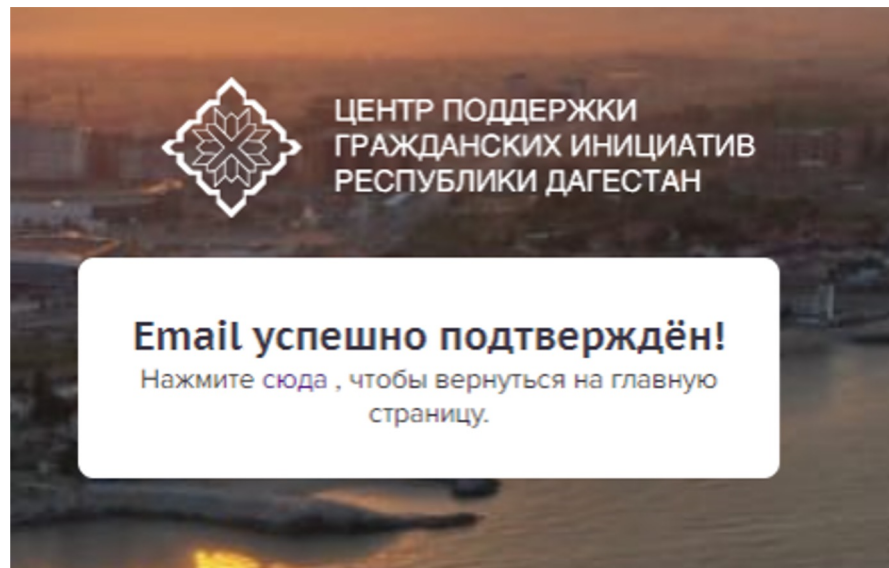 ЦЕНТР ПОДДЕРЖКИ
ГРАЖДАНСКИХ ИНИЦИАТИВ
РЕСПУБЛИКИ ДАГЕСТАН
Email успешно подтверждён!
Нажмите сюда , чтобы вернуться на главную
страницу.